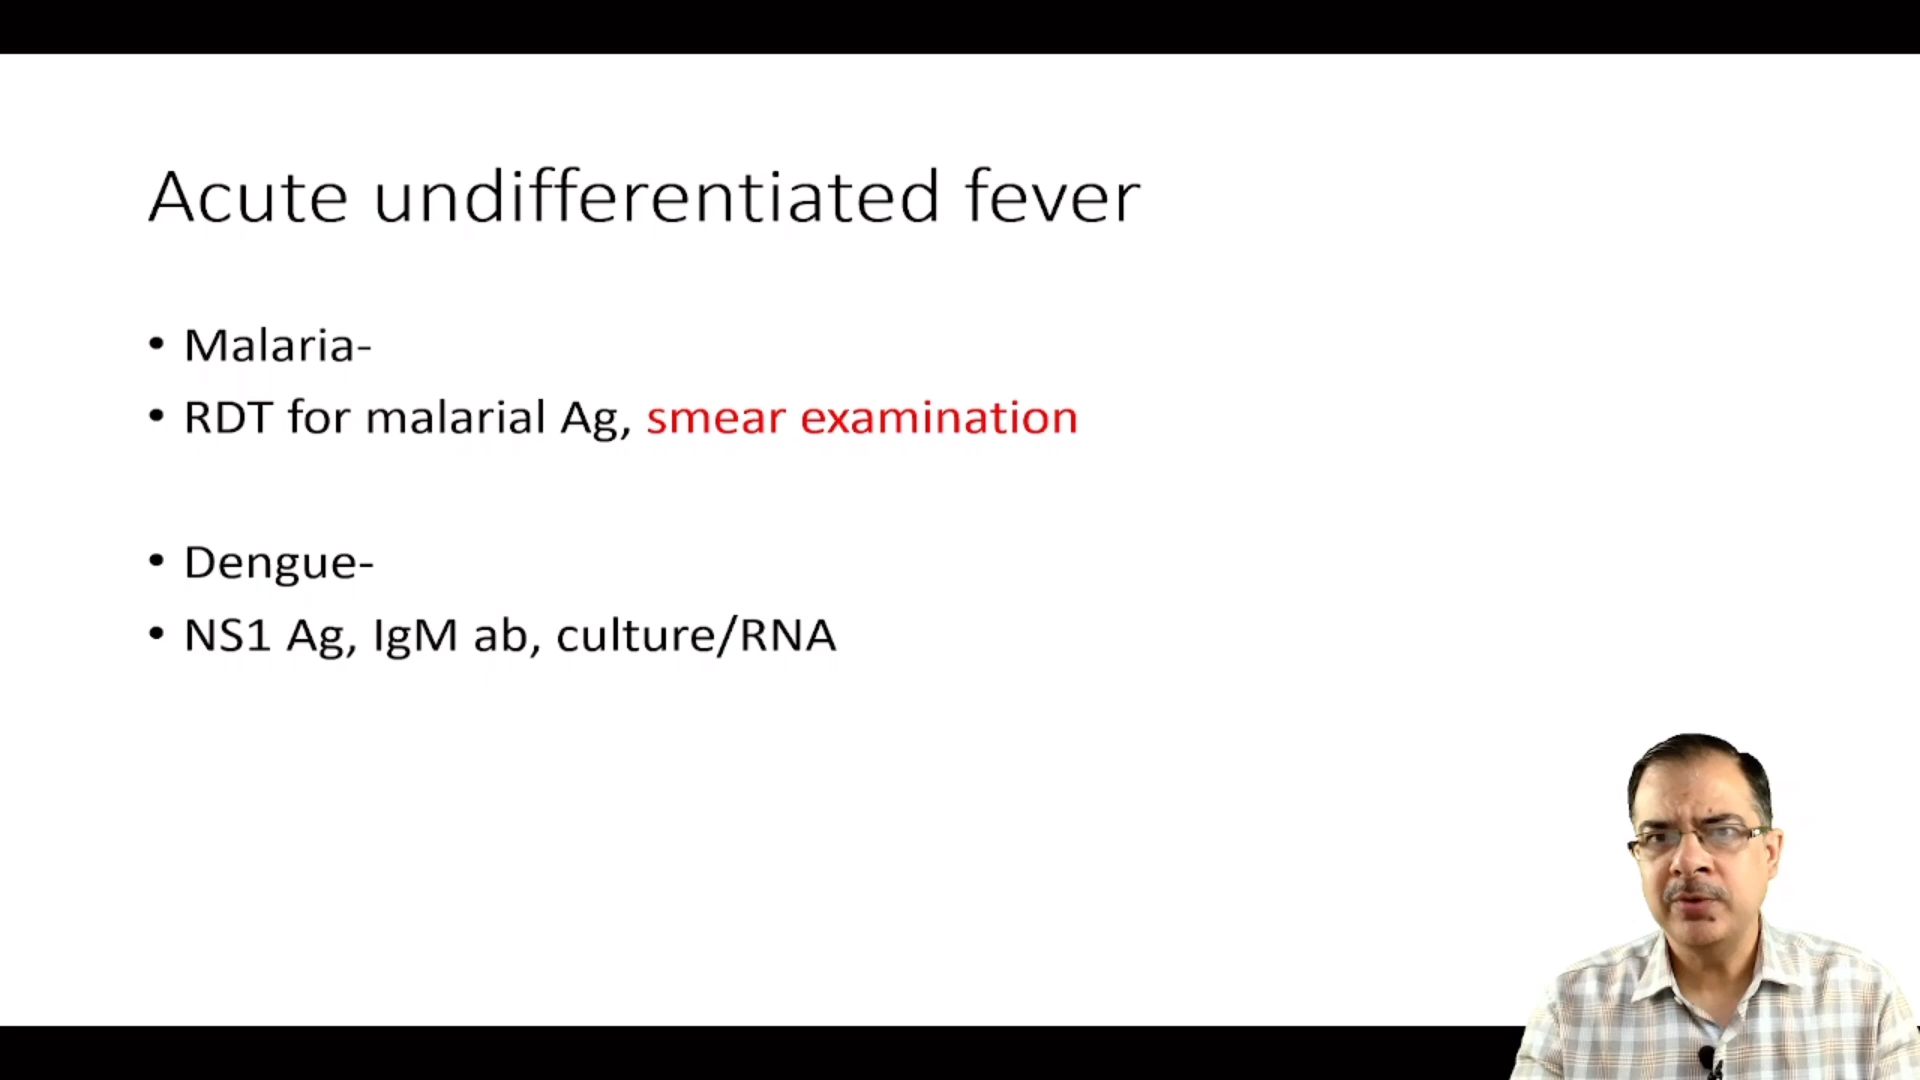 Acute undifferentiated fever
• Malaria-
• RDT for malarial Ag, smear examination
• Dengue-
• NS1 Ag, IgM ab, culture/RNA